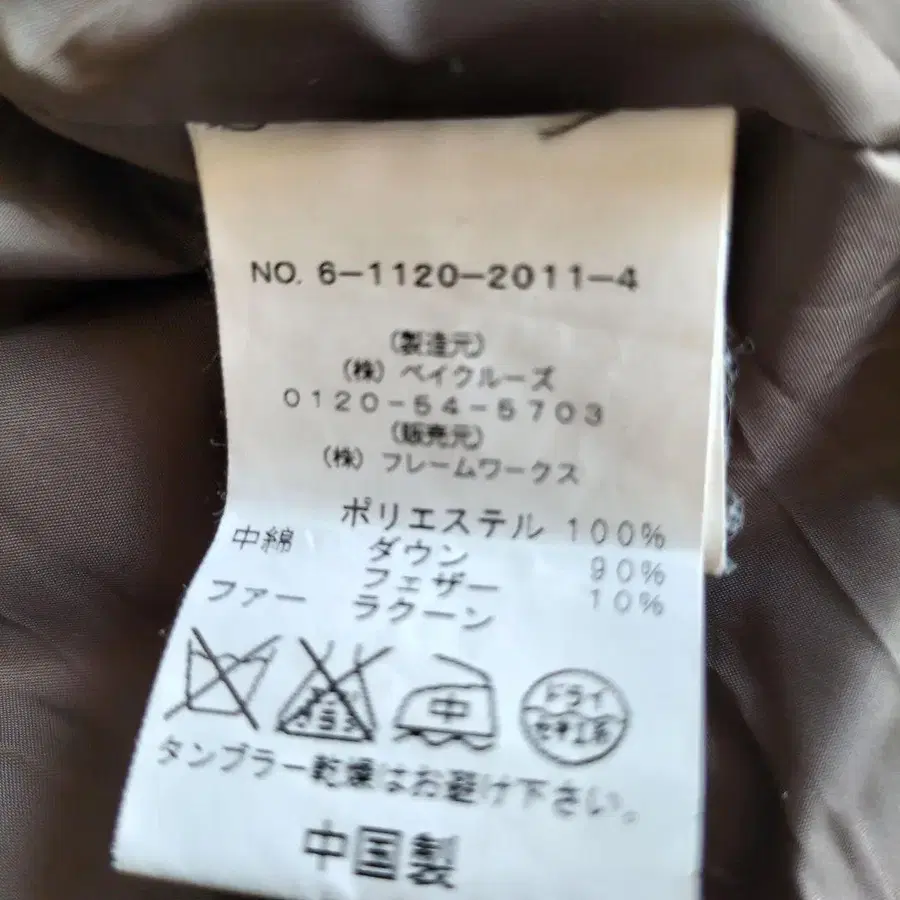 NO. 6-1120-2011-4
(製造元)
(株) ベイクルーズ
0120-54-5703
(販売元)
(株) フレームワークス
ポリエステル 100%
中綿 ダウン 90%
フェザー 10%
ファー ラクーン
中
ドライ
セキユ系
タンブラー乾燥はお避け下さい。
中国製